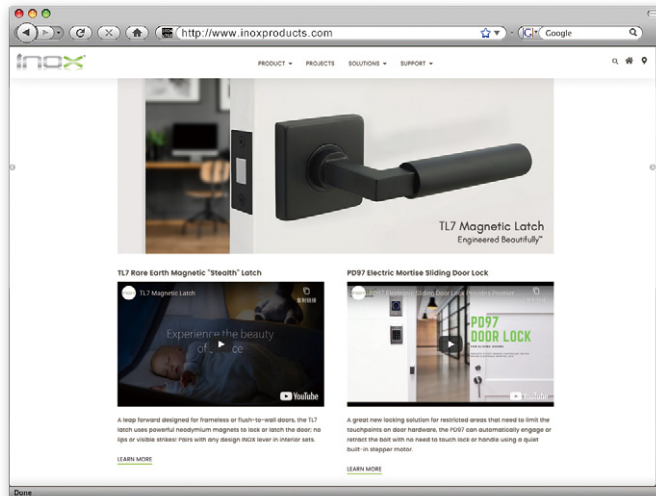 http://www.inoxproducts.com
Google
inox
PRODUCT
PROJECTS
SOLUTIONS
SUPPORT
TL7 Magnetic Latch
Engineered Beautifully™
TL7 Rare Earth Magnetic "Stealth" Latch
TL7 Magnetic Latch
Experience the beauty
YouTube
A leap forward designed for frameless or flush-to-wall doors, the TL7
latch uses powerful neodymium magnets to lock or latch the door; no
lips or visible strikes! Pairs with any design INOX lever in interior sets.
LEARN MORE
PD97 Electric Mortise Sliding Door Lock
PD97
DOOR LOCK
YouTube
A great new locking solution for restricted areas that need to limit the
touchpoints on door hardware, the PD97 can automatically engage or
retract the bolt with no need to touch lock or handle using a quiet
built-in stepper motor.
LEARN MORE
Done